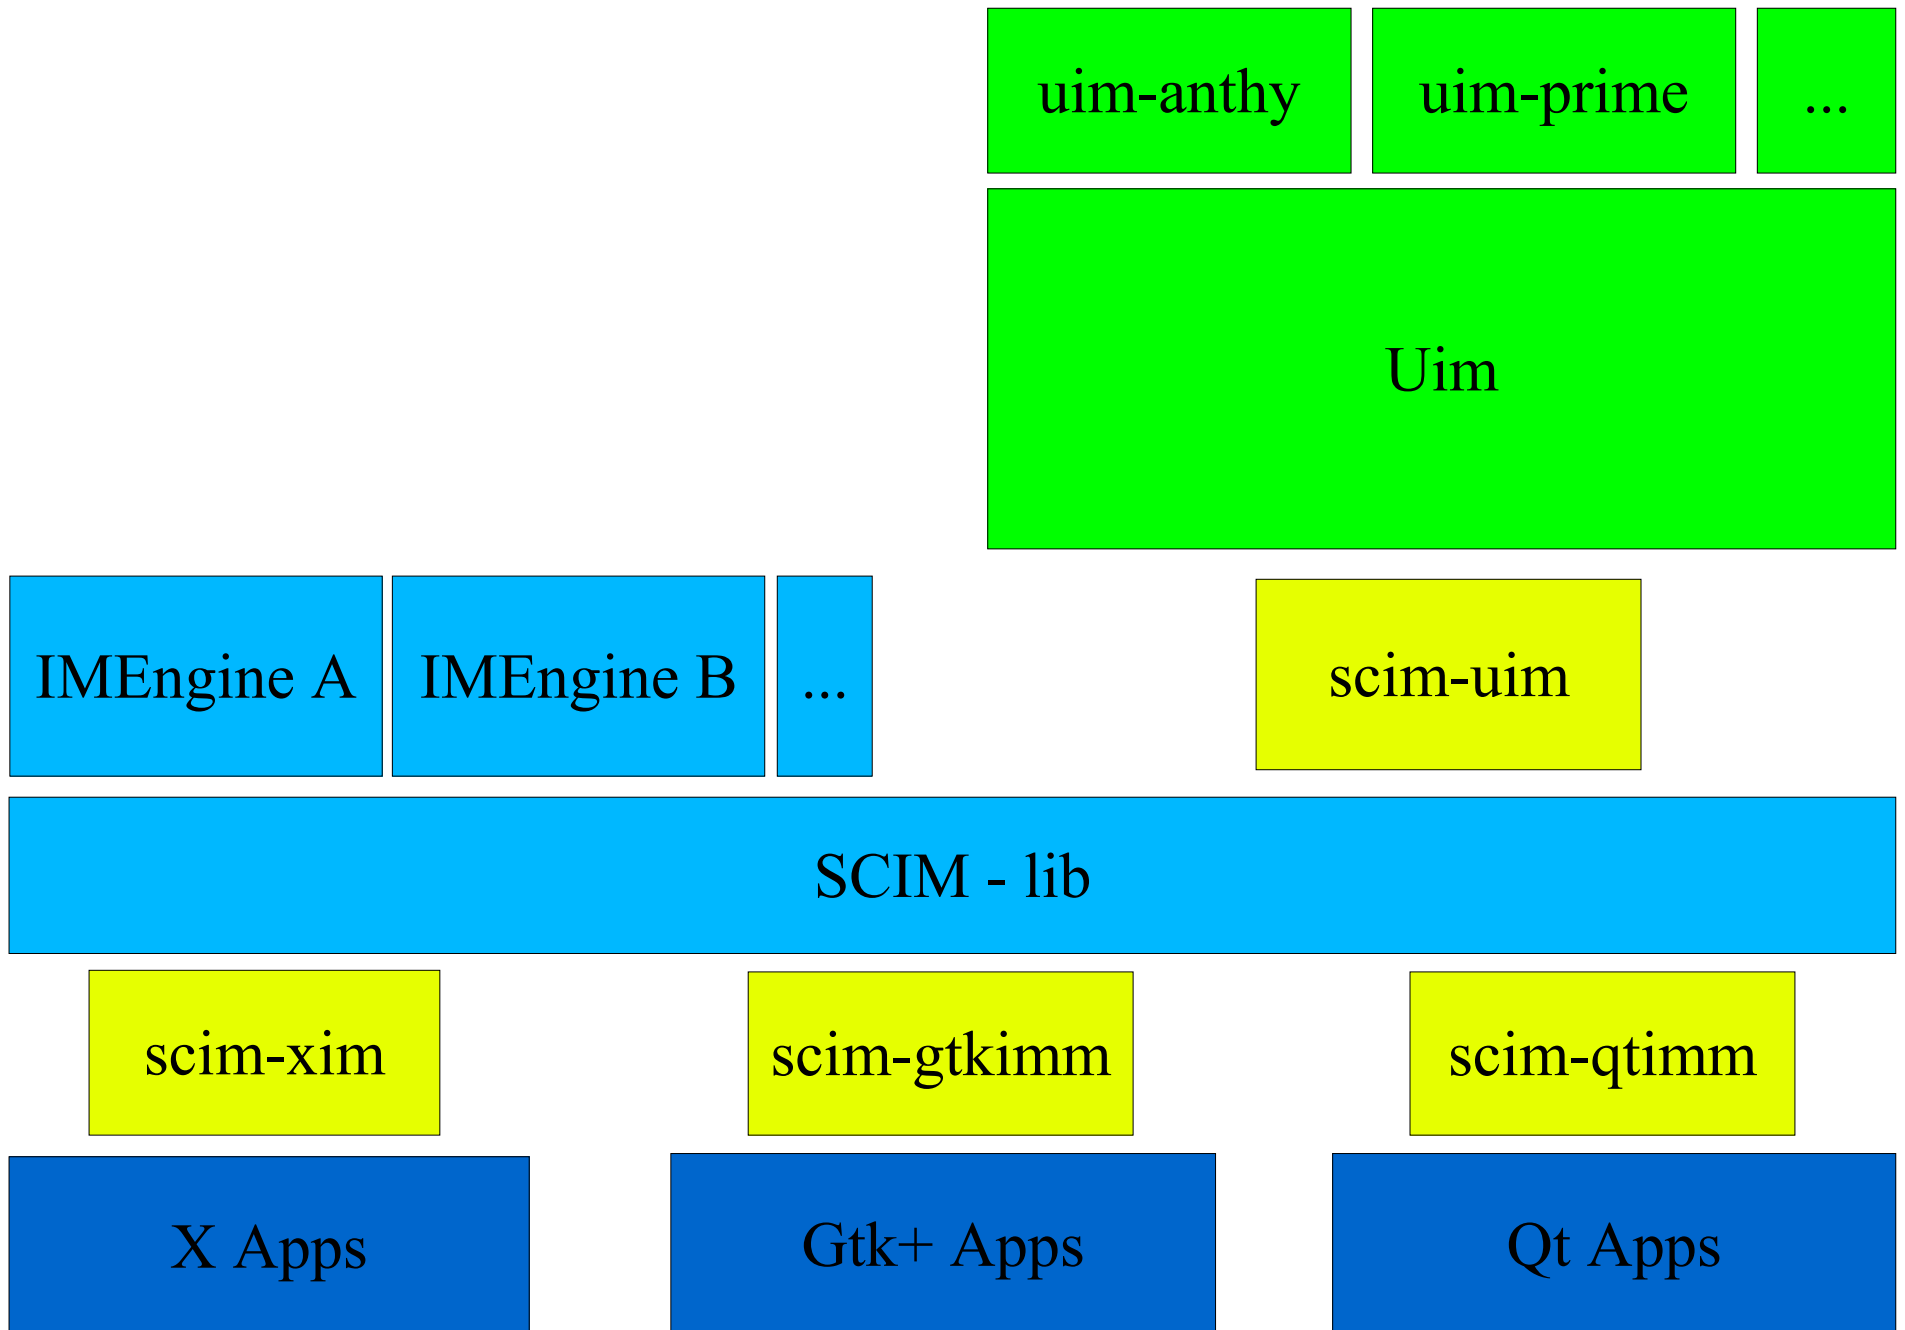 uim-anthy
uim-prime
...
Uim
IMEngine A
IMEngine B
...
scim-uim
SCIM - lib
scim-xim
scim-gtkimm
scim-qtimm
X Apps
Gtk+ Apps
Qt Apps